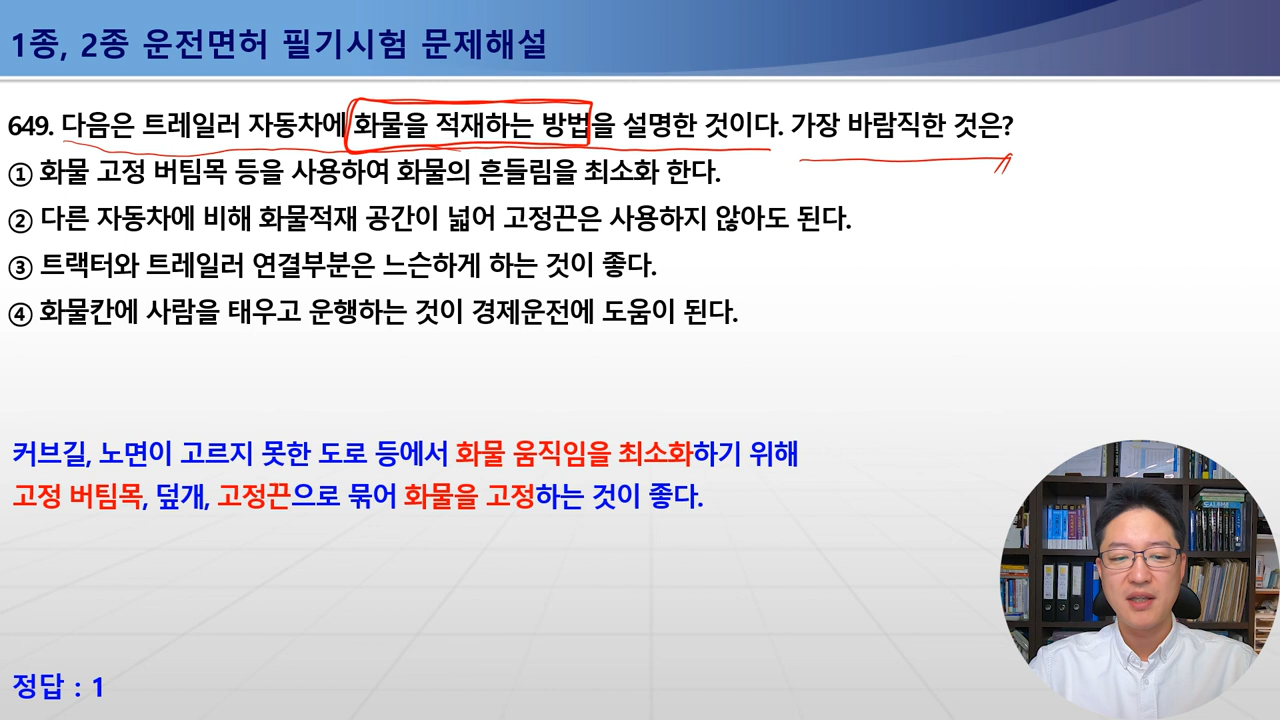 1종, 2종 운전면허 필기시험 문제해설
649. 다음은 트레일러 자동차에 화물을 적재하는 방법을 설명한 것이다. 가장 바람직한 것은?
① 화물 고정 버팀목 등을 사용하여 화물의 흔들림을 최소화 한다.
② 다른 자동차에 비해 화물적재 공간이 넓어 고정끈은 사용하지 않아도 된다.
③ 트랙터와 트레일러 연결부분은 느슨하게 하는 것이 좋다.
④ 화물칸에 사람을 태우고 운행하는 것이 경제운전에 도움이 된다.
커브길, 노면이 고르지 못한 도로 등에서 화물 움직임을 최소화하기 위해
고정 버팀목, 덮개, 고정끈으로 묶어 화물을 고정하는 것이 좋다.
정답 : 1